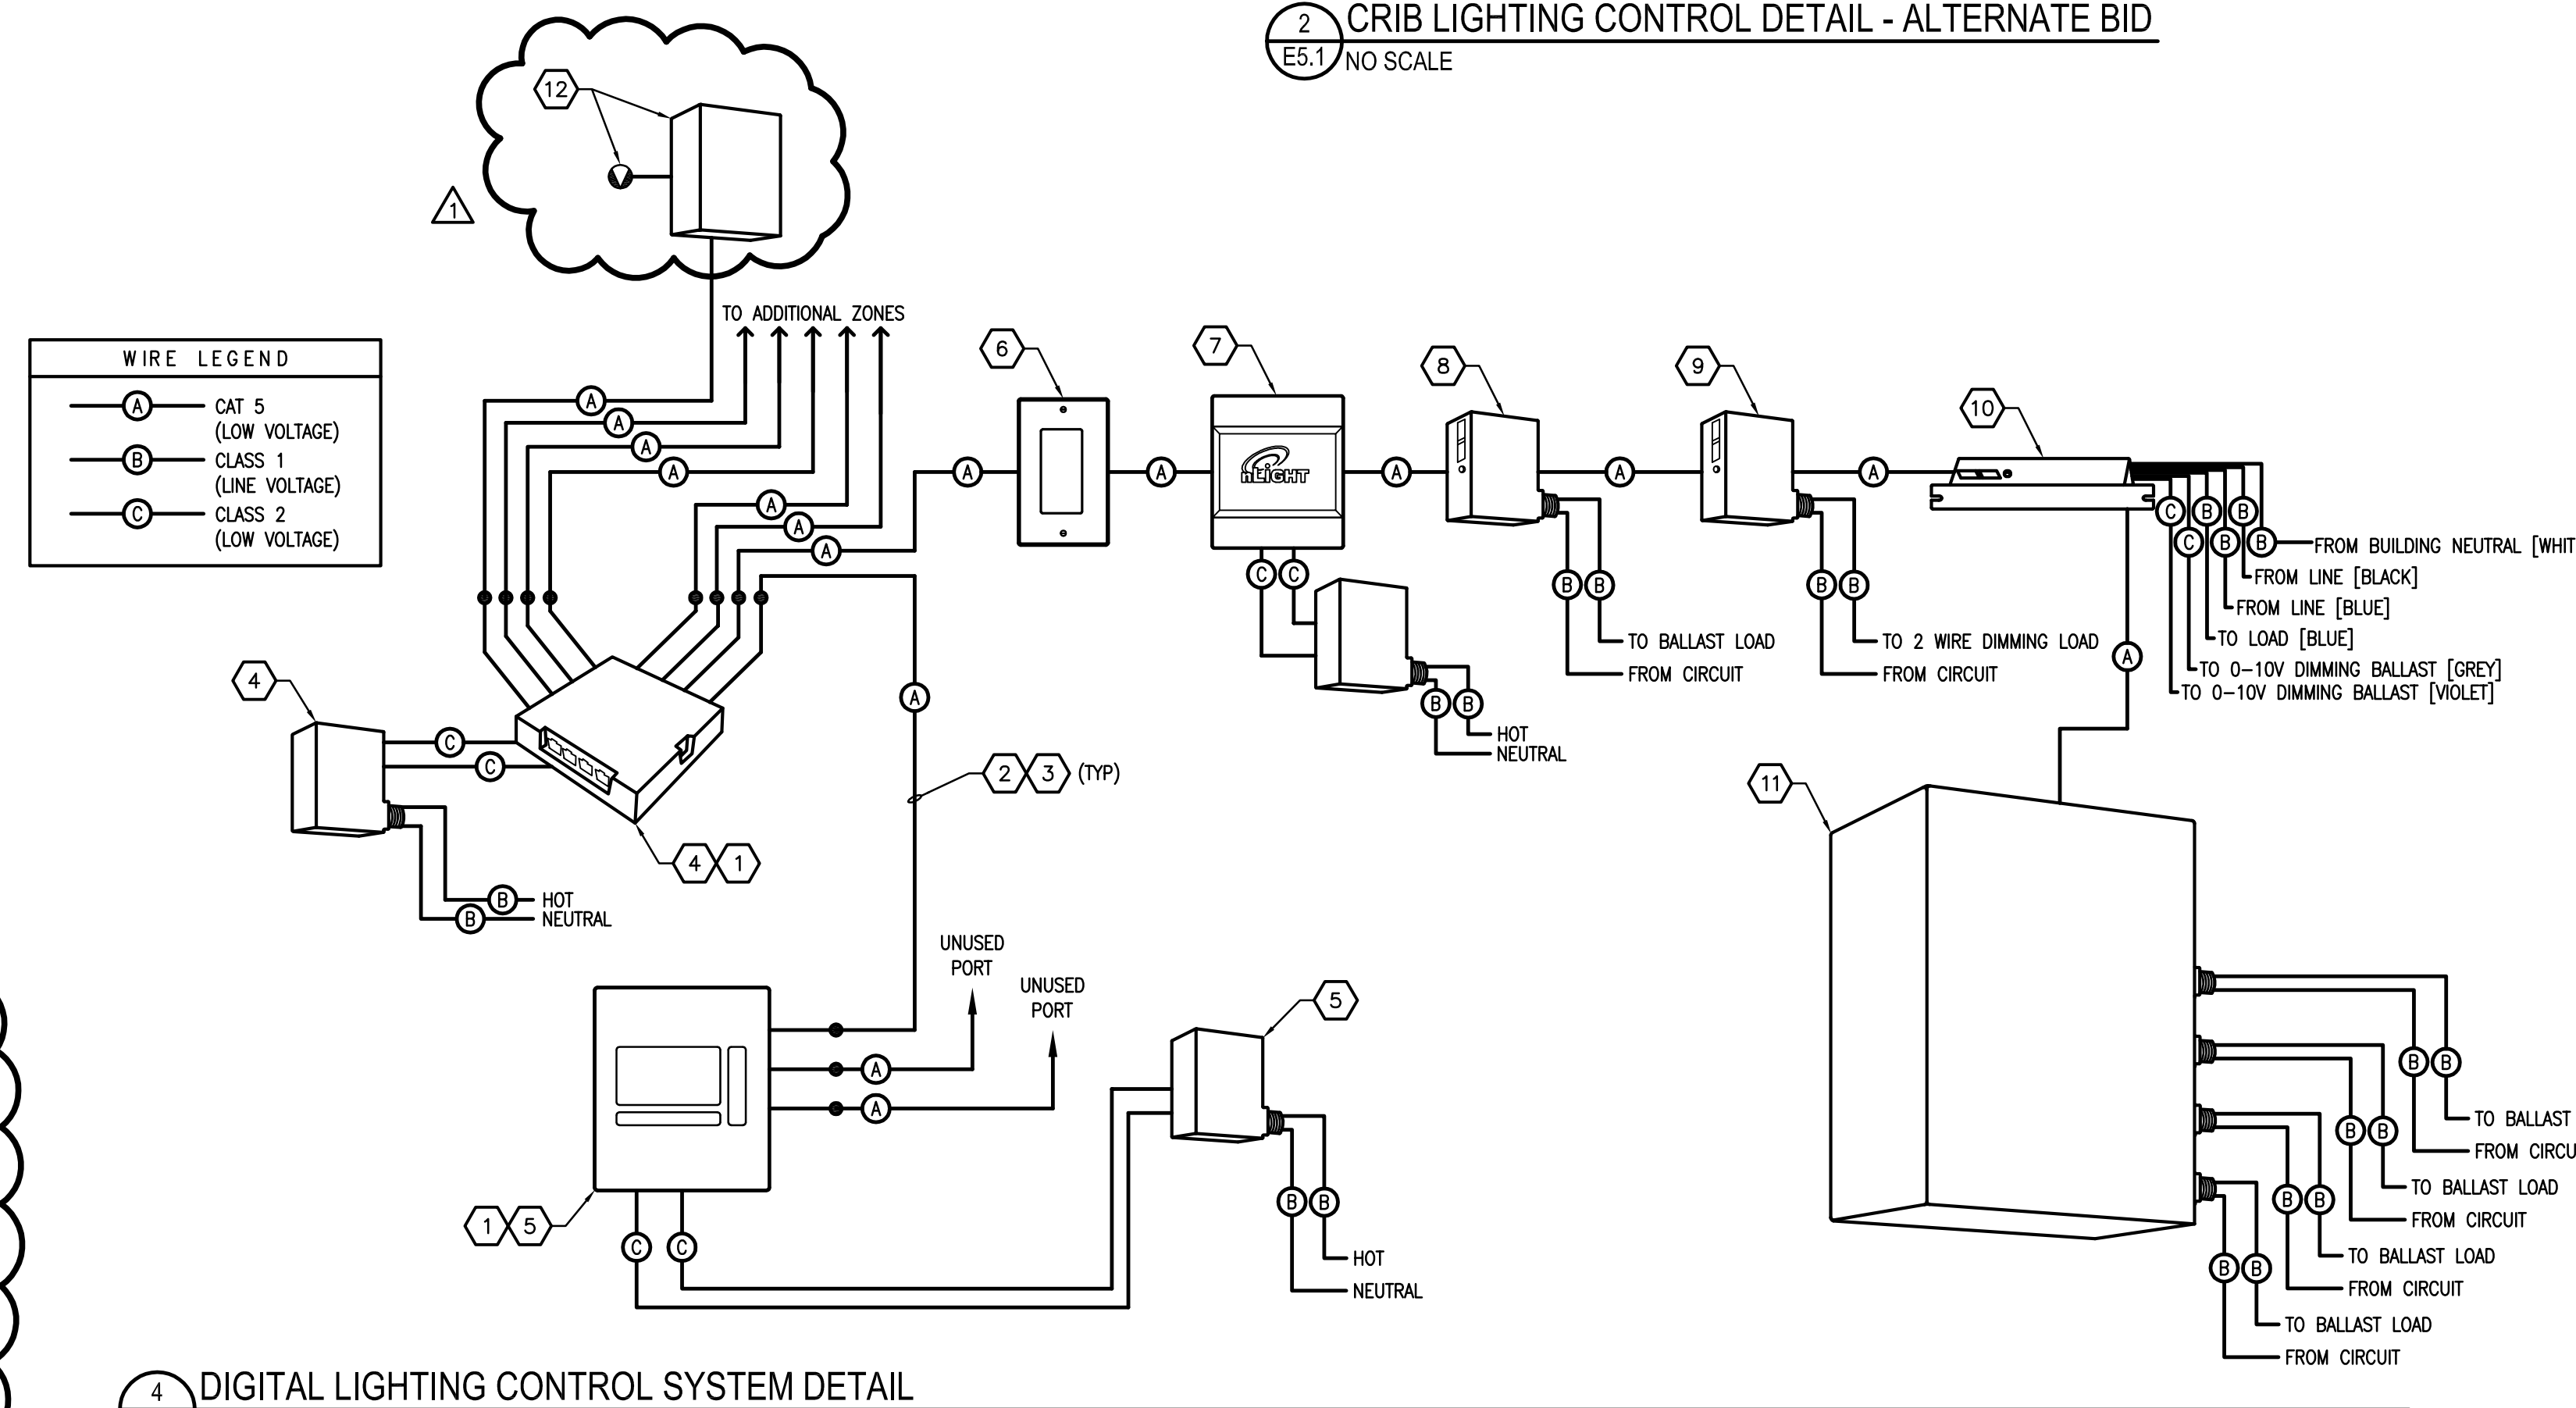 2
CRIB LIGHTING CONTROL DETAIL - ALTERNATE BID
E5.1
NO SCALE
12
1
TO ADDITIONAL ZONES
WIRE LEGEND
A CAT 5
(LOW VOLTAGE)
B CLASS 1
(LINE VOLTAGE)
C CLASS 2
(LOW VOLTAGE)
A
A
A
A
A
A
A
6
7
8
9
10
A
A
nLIGHT
A
A
A
C
B
B
C
B
B
FROM BUILDING NEUTRAL [WHIT
FROM LINE [BLACK]
FROM LINE [BLUE]
TO LOAD [BLUE]
TO 0-10V DIMMING BALLAST [GREY]
TO 0-10V DIMMING BALLAST [VIOLET]
C
C
B
B
TO BALLAST LOAD
FROM CIRCUIT
B
B
TO 2 WIRE DIMMING LOAD
FROM CIRCUIT
A
B
B
HOT
NEUTRAL
4
C
C
A
2
3
(TYP)
11
4
1
B
HOT
B
NEUTRAL
UNUSED
PORT
UNUSED
PORT
5
A
A
B
B
HOT
NEUTRAL
1
5
C
C
B
B
TO BALLAST
FROM CIRCU
B
B
TO BALLAST LOAD
FROM CIRCUIT
B
B
TO BALLAST LOAD
FROM CIRCUIT
B
B
TO BALLAST LOAD
FROM CIRCUIT
4
DIGITAL LIGHTING CONTROL SYSTEM DETAIL